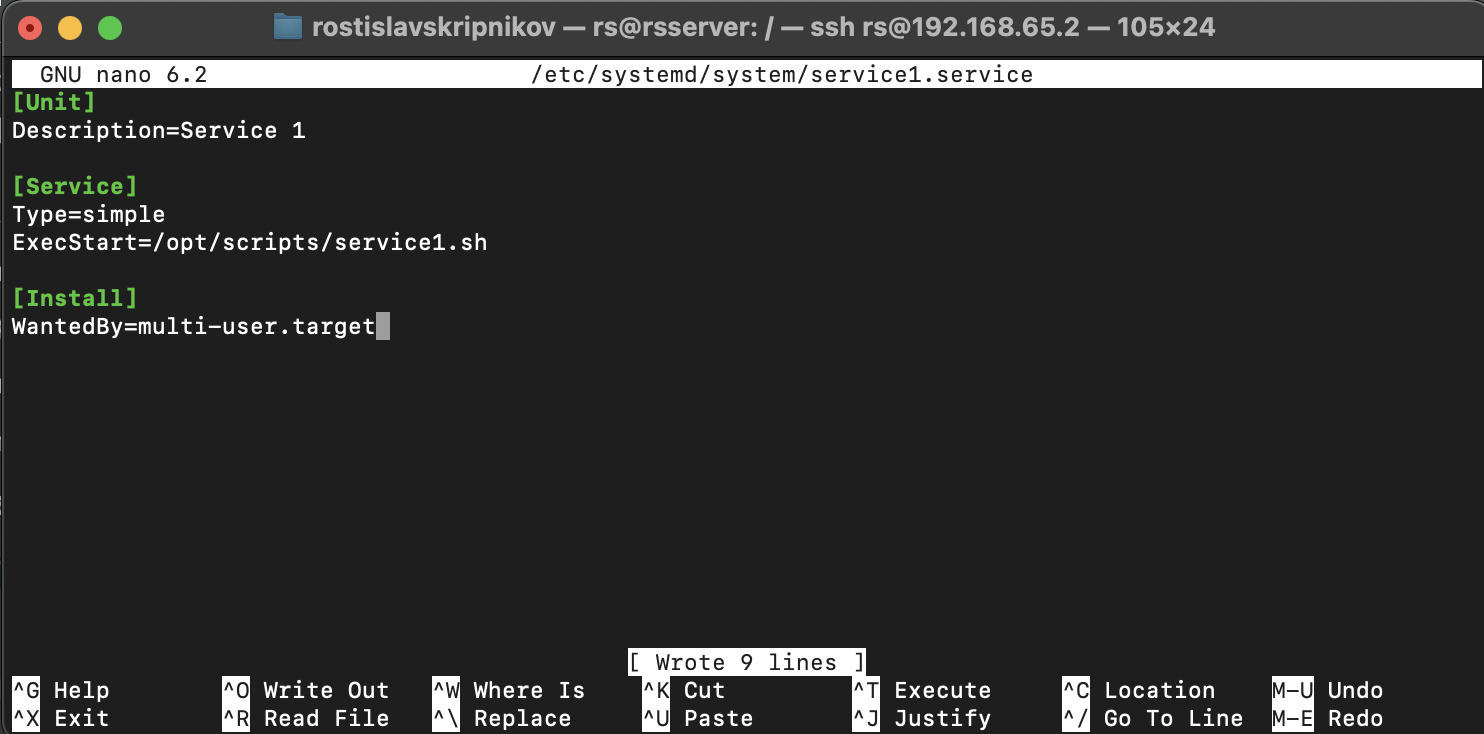 rostislavskripnikov — rs@rsserver: / — ssh rs@192.168.65.2 — 105×24
GNU nano 6.2 /etc/systemd/system/service1.service
[Unit]
Description=Service 1
[Service]
Type=simple
ExecStart=/opt/scripts/service1.sh
[Install]
WantedBy=multi-user.target
[ Wrote 9 lines ]
^G Help ^O Write Out ^W Where Is ^K Cut ^T Execute ^C Location M-U Undo
^X Exit ^R Read File ^\ Replace ^U Paste ^J Justify ^/ Go To Line M-E Redo